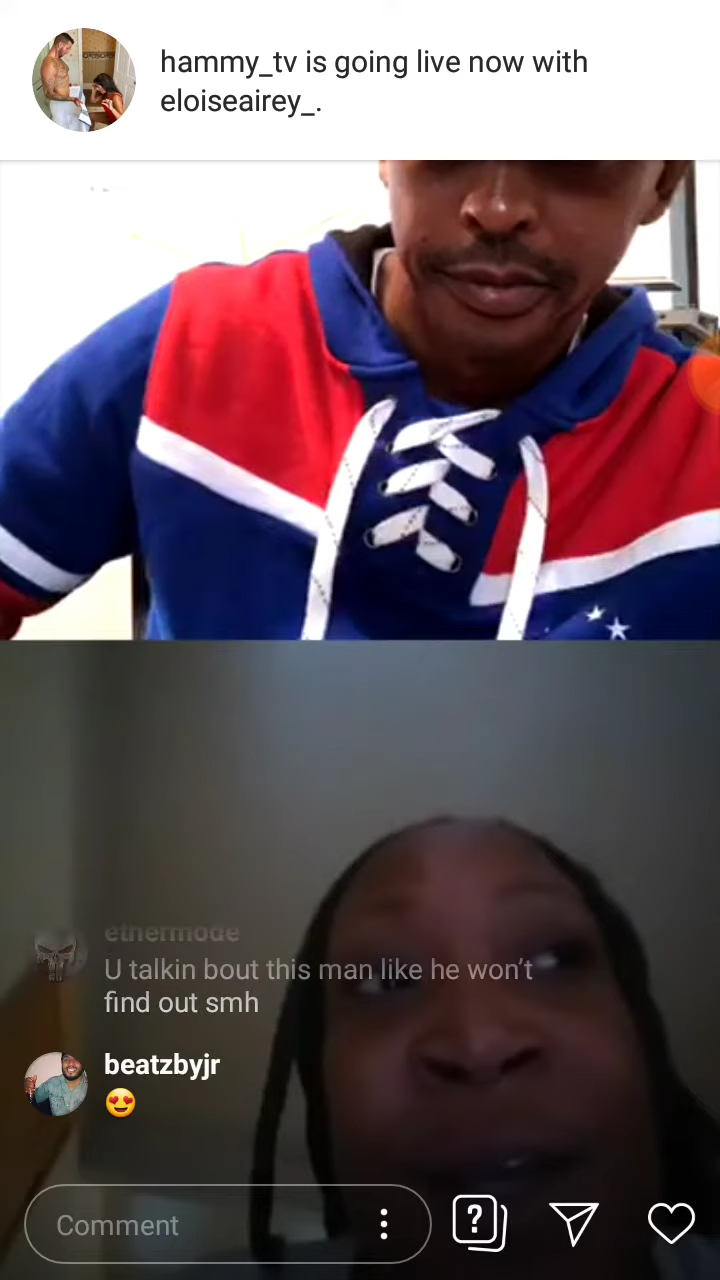 hammy_tv is going live now with
eloiseairey_.
ethermode
U talkin bout this man like he won't
find out smh
beatzbyjr
😍
Comment
?